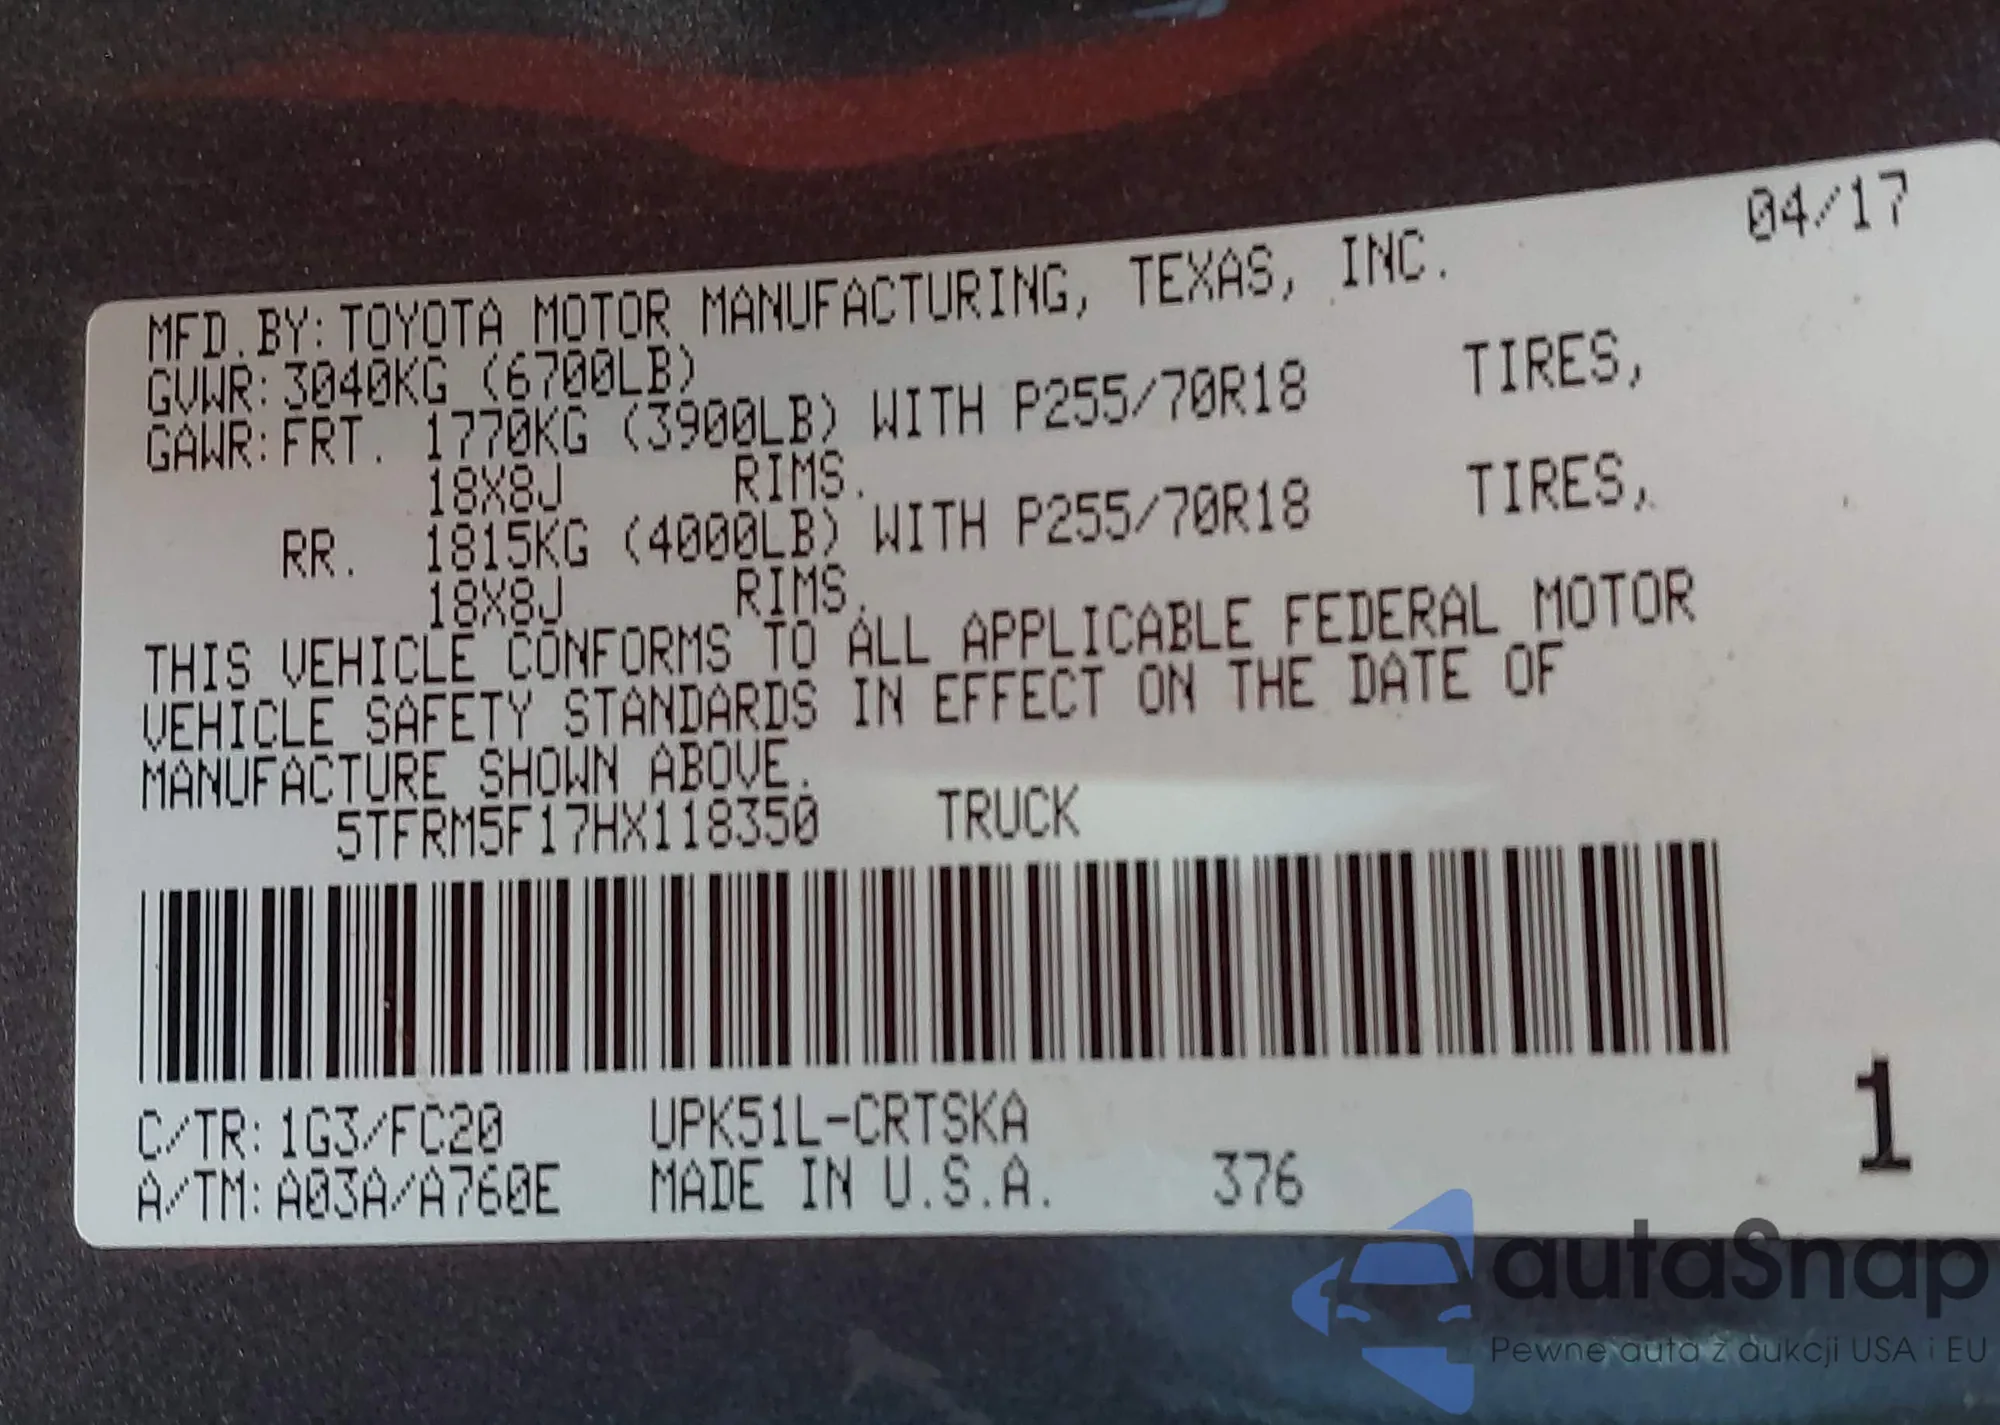 04/17
MFD.BY:TOYOTA MOTOR MANUFACTURING, TEXAS, INC.
GVWR:3040KG (6700LB)
GAWR:FRT. 1770KG (3900LB) WITH P255/70R18 TIRES,
18X8J RIMS.
RR. 1815KG (4000LB) WITH P255/70R18 TIRES,
18X8J RIMS.
THIS VEHICLE CONFORMS TO ALL APPLICABLE FEDERAL MOTOR
VEHICLE SAFETY STANDARDS IN EFFECT ON THE DATE OF
MANUFACTURE SHOWN ABOVE.
5TFRM5F17HX118350 TRUCK
C/TR:1G3/FC20 UPK51L-CRTSKA
A/TM:A03A/A760E MADE IN U.S.A. 376
1
autaSnap
Pewne auta z aukcji USA i EU